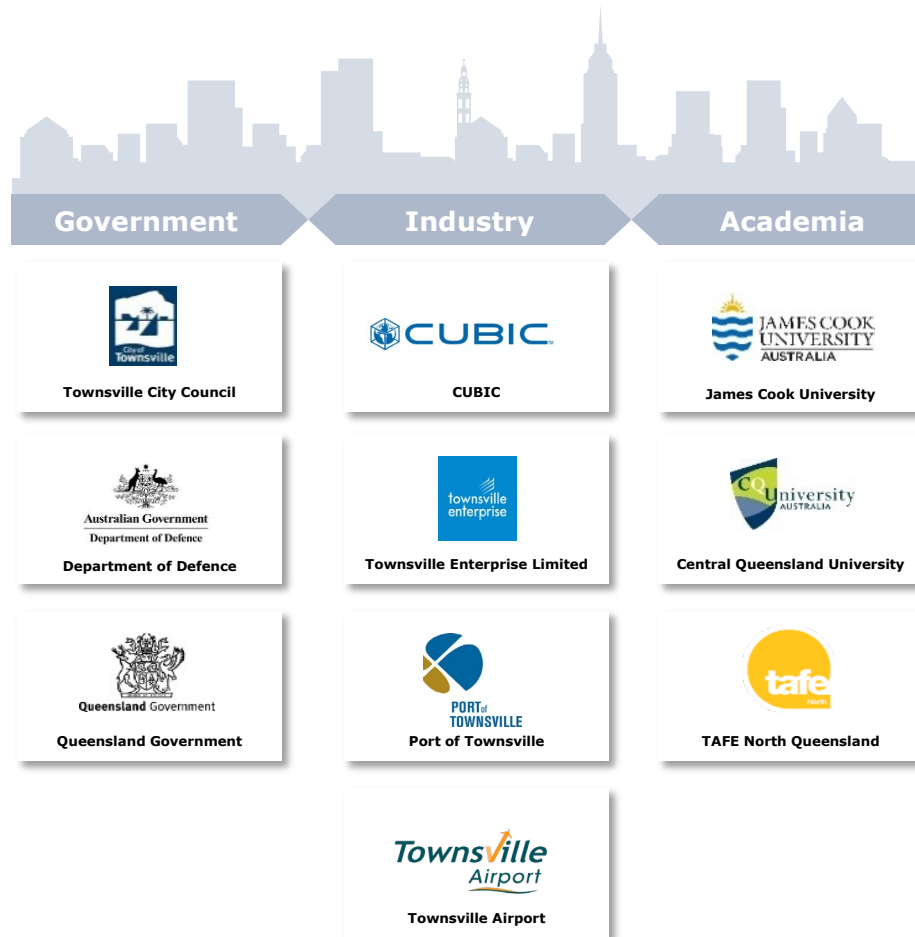 Government
Industry
Academia
City of
Townsville
Townsville City Council
CUBIC
CUBIC
JAMES COOK
UNIVERSITY
AUSTRALIA
James Cook University
Australian Government
Department of Defence
Department of Defence
townsville
enterprise
Townsville Enterprise Limited
CQUniversity
AUSTRALIA
Central Queensland University
Queensland Government
Queensland Government
PORT of
TOWNSVILLE
Port of Townsville
tafe
North
TAFE North Queensland
Townsville
Airport
Townsville Airport